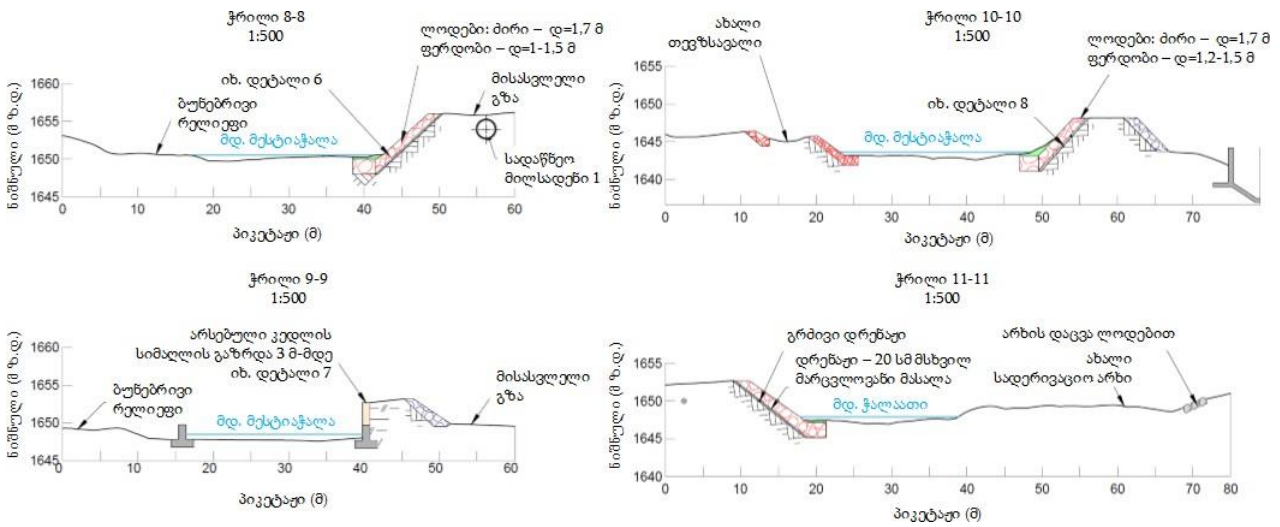 ჭრილი 8-8
1:500
ლოდები: ძირი – დ=1,7 მ
ფერდობი – დ=1-1,5 მ
იხ. დეტალი 6
მისასვლელი
გზა
ბუნებრივი
რელიეფი
მდ. მესტიაჭალა
სადაწნეო
მილსადენი 1
ნიშნული (მ ზ.დ.)
1660
1655
1650
1645
0 10 20 30 40 50 60
პიკეტაჟი (მ)
ჭრილი 10-10
1:500
ახალი
თევზსავალი
ლოდები: ძირი – დ=1,7 მ
ფერდობი – დ=1,2-1,5 მ
იხ. დეტალი 8
მდ. მესტიაჭალა
ნიშნული (მ ზ.დ.)
1655
1650
1645
1640
0 10 20 30 40 50 60 70
პიკეტაჟი (მ)
ჭრილი 9-9
1:500
არსებული კედლის
სიმაღლის გაზრდა 3 მ-მდე
იხ. დეტალი 7
მისასვლელი
გზა
ბუნებრივი
რელიეფი
მდ. მესტიაჭალა
ნიშნული (მ ზ.დ.)
1660
1655
1650
1645
0 10 20 30 40 50 60
პიკეტაჟი (მ)
ჭრილი 11-11
1:500
გრძივი დრენაჟი
დრენაჟი – 20 სმ მსხვილ
მარცვლოვანი მასალა
არხის დაცვა ლოდებით
ახალი
სადერივაციო არხი
მდ. ჭალაათი
ნიშნული (მ ზ.დ.)
1655
1650
1645
1640
0 10 20 30 40 50 60 70 80
პიკეტაჟი (მ)